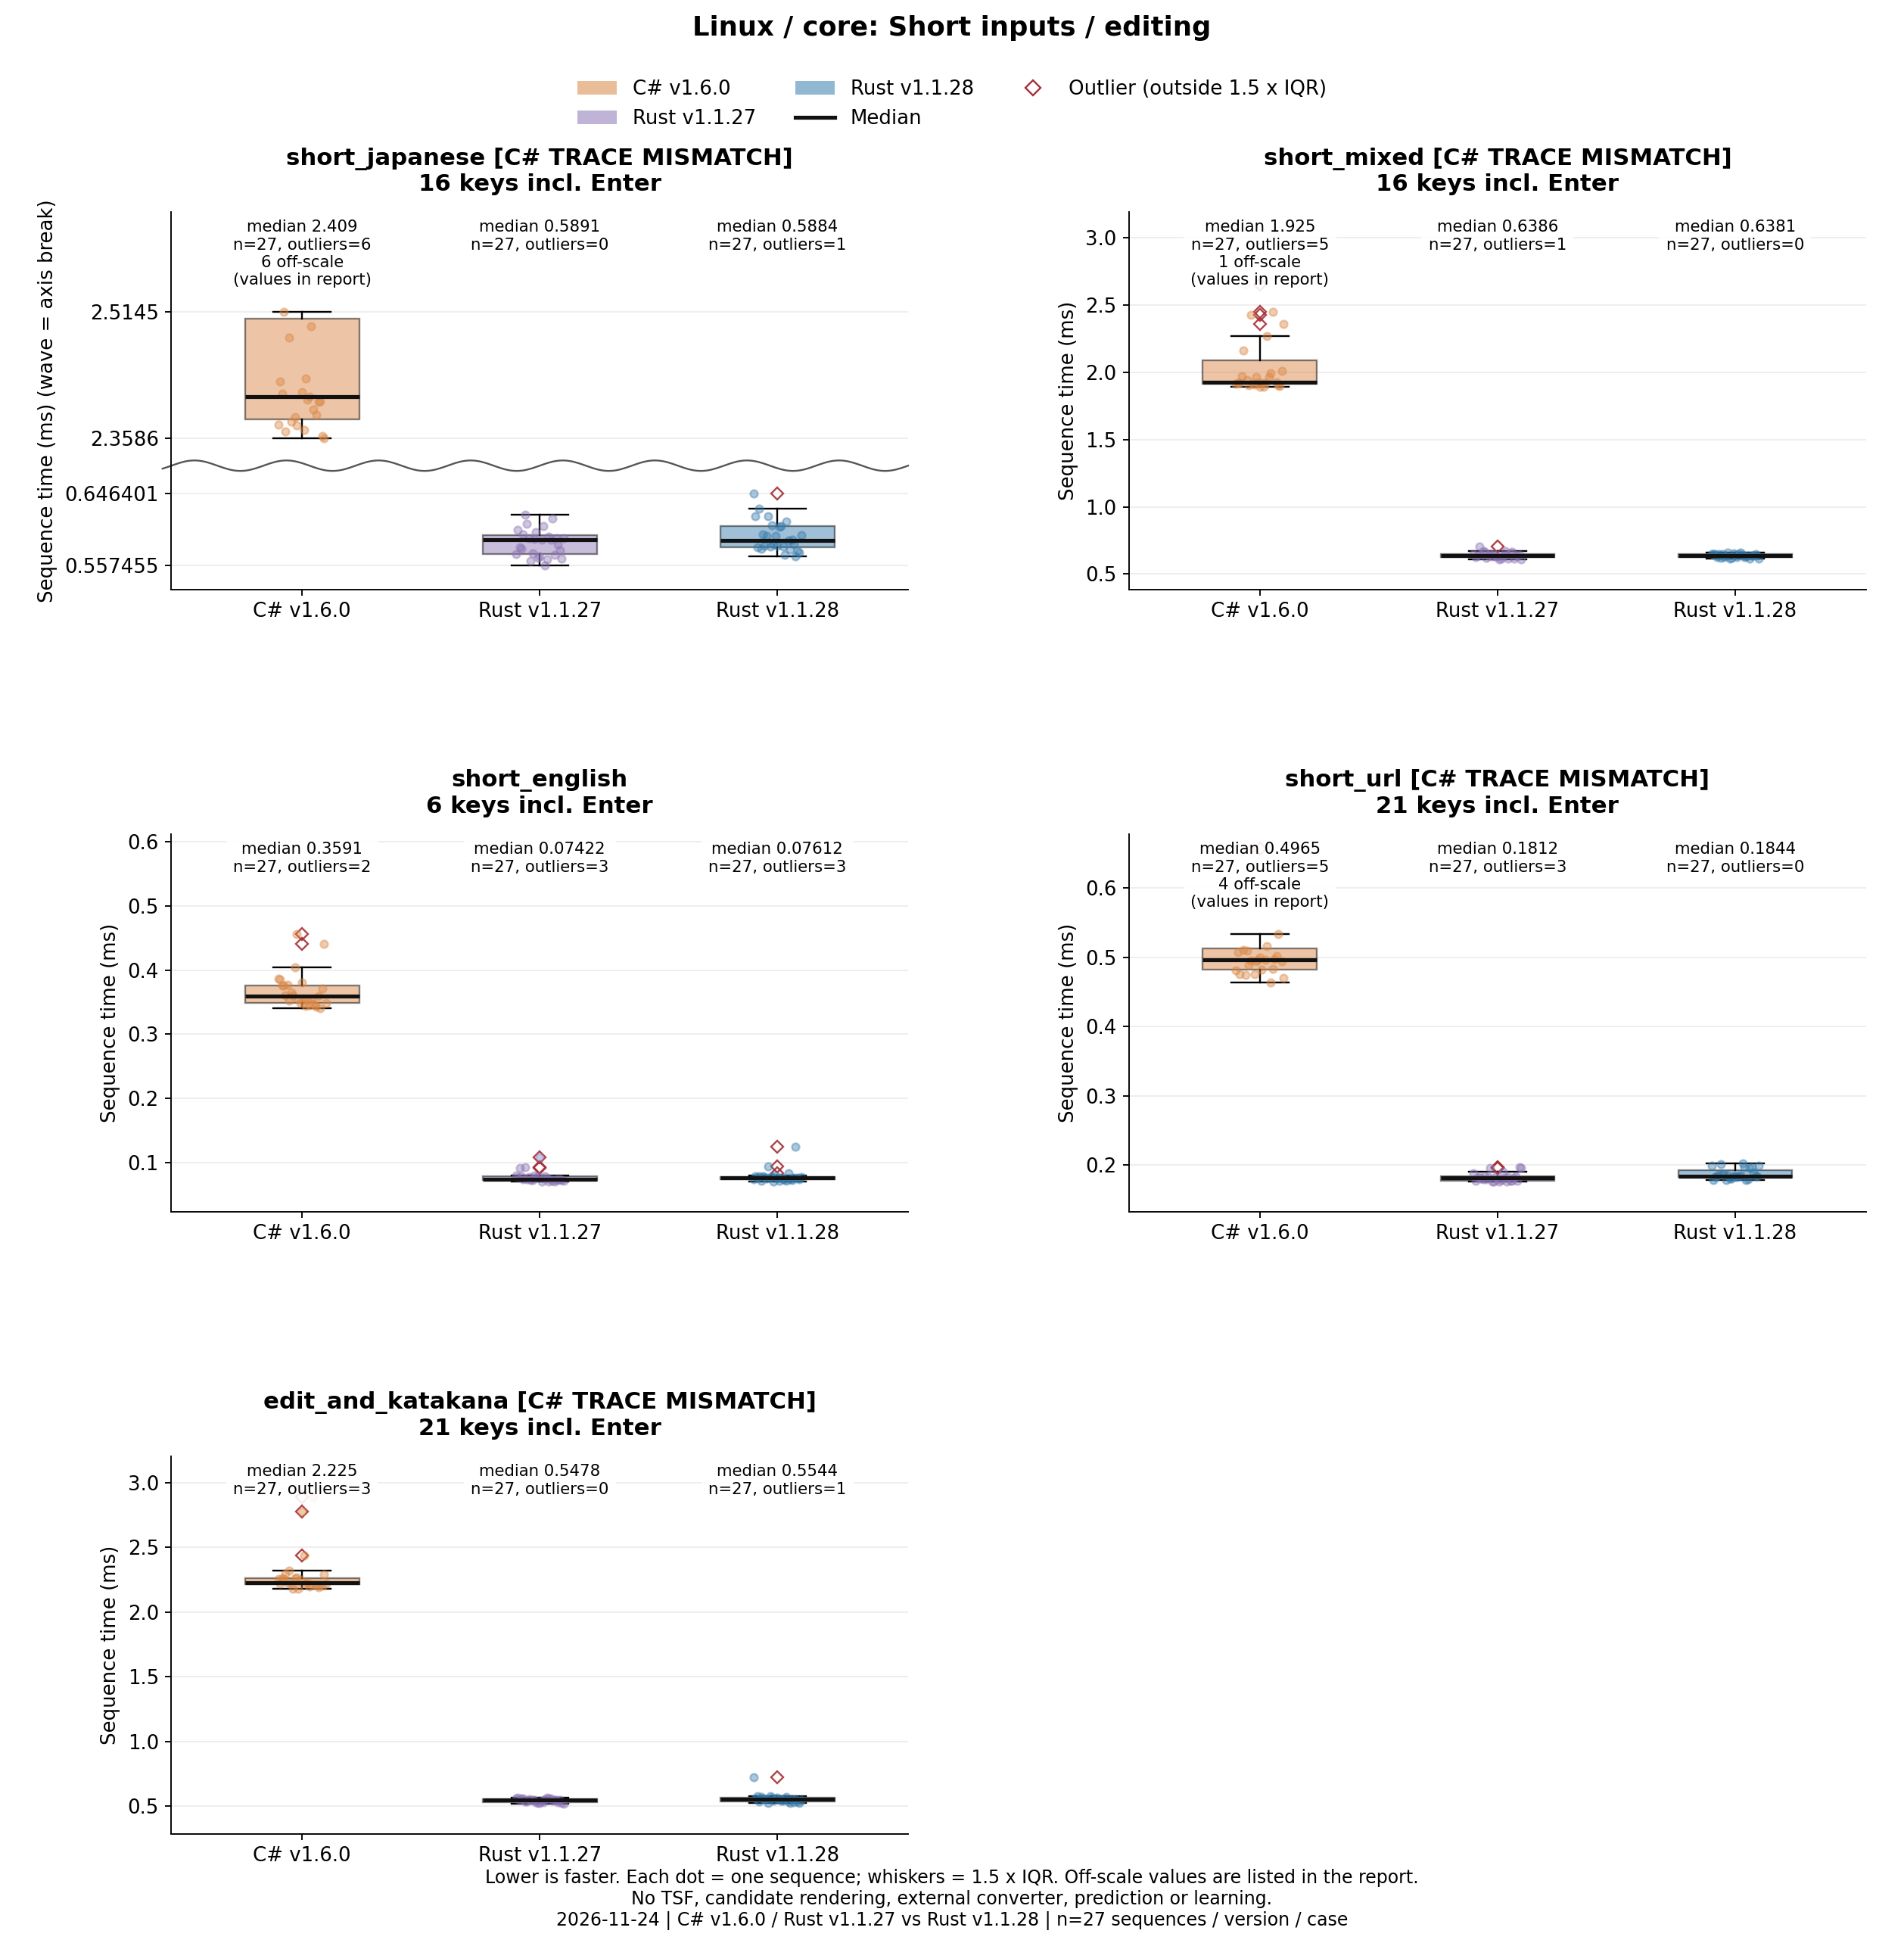 Linux / core: Short inputs / editing
C# v1.6.0
Rust v1.1.27
Rust v1.1.28
Median
Outlier (outside 1.5 x IQR)
short_japanese [C# TRACE MISMATCH]
16 keys incl. Enter
Sequence time (ms) (wave = axis break)
median 2.409
n=27, outliers=6
6 off-scale
(values in report)
median 0.5891
n=27, outliers=0
median 0.5884
n=27, outliers=1
2.5145
2.3586
0.646401
0.557455
C# v1.6.0
Rust v1.1.27
Rust v1.1.28
short_mixed [C# TRACE MISMATCH]
16 keys incl. Enter
Sequence time (ms)
median 1.925
n=27, outliers=5
1 off-scale
(values in report)
median 0.6386
n=27, outliers=1
median 0.6381
n=27, outliers=0
3.0
2.5
2.0
1.5
1.0
0.5
C# v1.6.0
Rust v1.1.27
Rust v1.1.28
short_english
6 keys incl. Enter
Sequence time (ms)
median 0.3591
n=27, outliers=2
median 0.07422
n=27, outliers=3
median 0.07612
n=27, outliers=3
0.6
0.5
0.4
0.3
0.2
0.1
C# v1.6.0
Rust v1.1.27
Rust v1.1.28
short_url [C# TRACE MISMATCH]
21 keys incl. Enter
Sequence time (ms)
median 0.4965
n=27, outliers=5
4 off-scale
(values in report)
median 0.1812
n=27, outliers=3
median 0.1844
n=27, outliers=0
0.6
0.5
0.4
0.3
0.2
C# v1.6.0
Rust v1.1.27
Rust v1.1.28
edit_and_katakana [C# TRACE MISMATCH]
21 keys incl. Enter
Sequence time (ms)
median 2.225
n=27, outliers=3
median 0.5478
n=27, outliers=0
median 0.5544
n=27, outliers=1
3.0
2.5
2.0
1.5
1.0
0.5
C# v1.6.0
Rust v1.1.27
Rust v1.1.28
Lower is faster. Each dot = one sequence; whiskers = 1.5 x IQR. Off-scale values are listed in the report.
No TSF, candidate rendering, external converter, prediction or learning.
2026-11-24 | C# v1.6.0 / Rust v1.1.27 vs Rust v1.1.28 | n=27 sequences / version / case